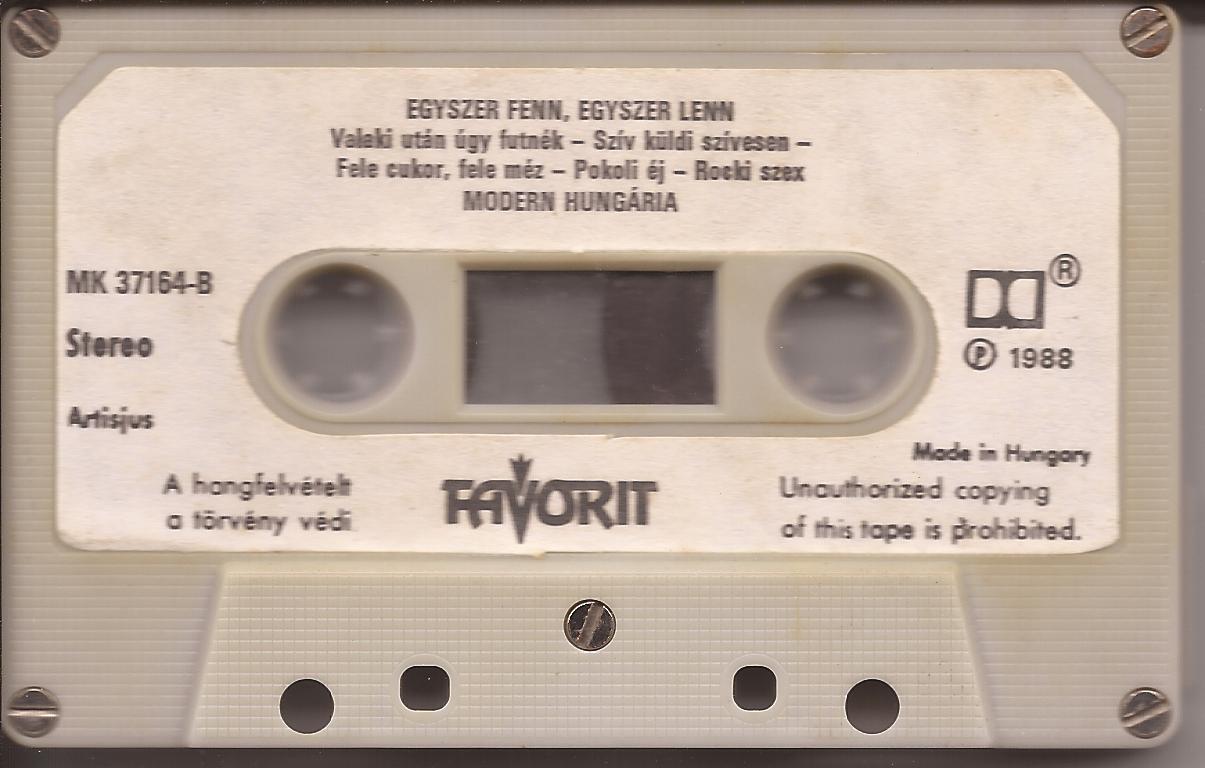 EGYSZER FENN, EGYSZER LENN
Valaki után úgy futnék – Szív küldi szívesen –
Fele cukor, fele méz – Pokoli éj – Rocki szex
MODERN HUNGÁRIA
MK 37164-B
Stereo
Artisjus
®
Ⓟ 1988
Made in Hungary
A hangfelvételt
a törvény védi
FAVORIT
Unauthorized copying
of this tape is prohibited.